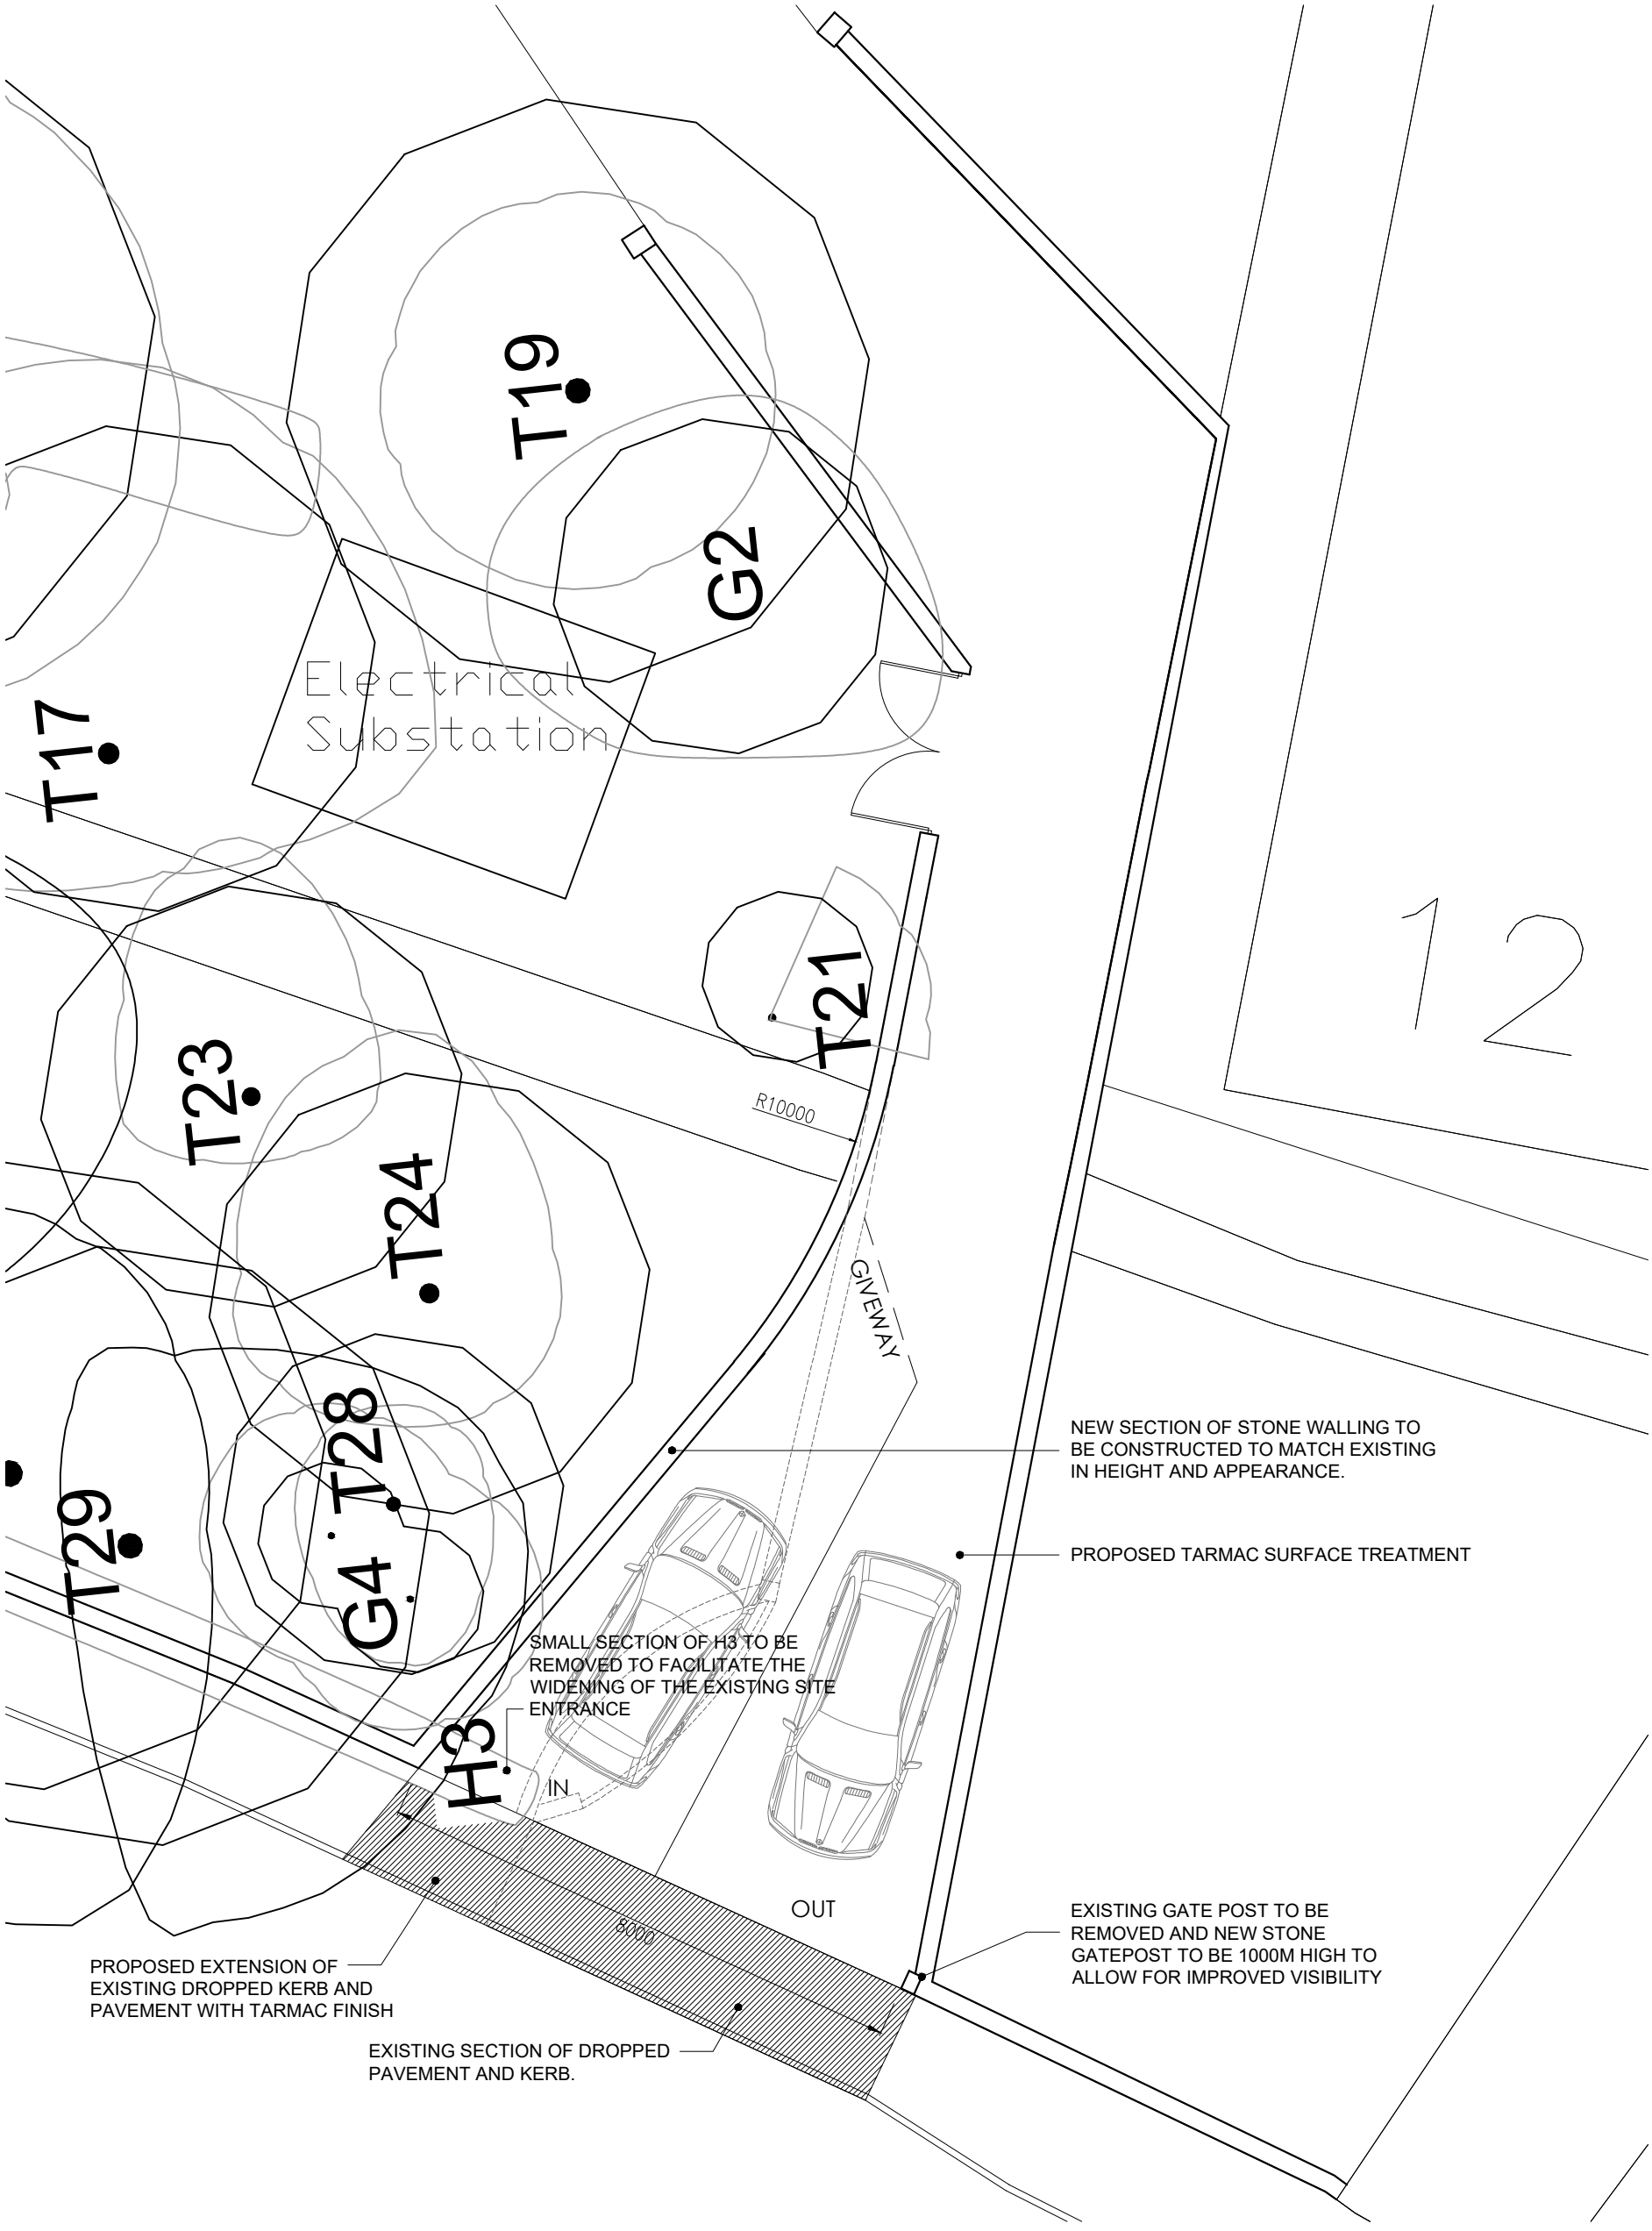 T19
G2
Electrical
Substation
T17
12
T21
T23
R10000
T24
GIVEWAY
T28
NEW SECTION OF STONE WALLING TO
BE CONSTRUCTED TO MATCH EXISTING
IN HEIGHT AND APPEARANCE.
T29
PROPOSED TARMAC SURFACE TREATMENT
G4
SMALL SECTION OF H3 TO BE
REMOVED TO FACILITATE THE
WIDENING OF THE EXISTING SITE
ENTRANCE
H3
IN
OUT
8000
EXISTING GATE POST TO BE
REMOVED AND NEW STONE
GATEPOST TO BE 1000M HIGH TO
ALLOW FOR IMPROVED VISIBILITY
PROPOSED EXTENSION OF
EXISTING DROPPED KERB AND
PAVEMENT WITH TARMAC FINISH
EXISTING SECTION OF DROPPED
PAVEMENT AND KERB.